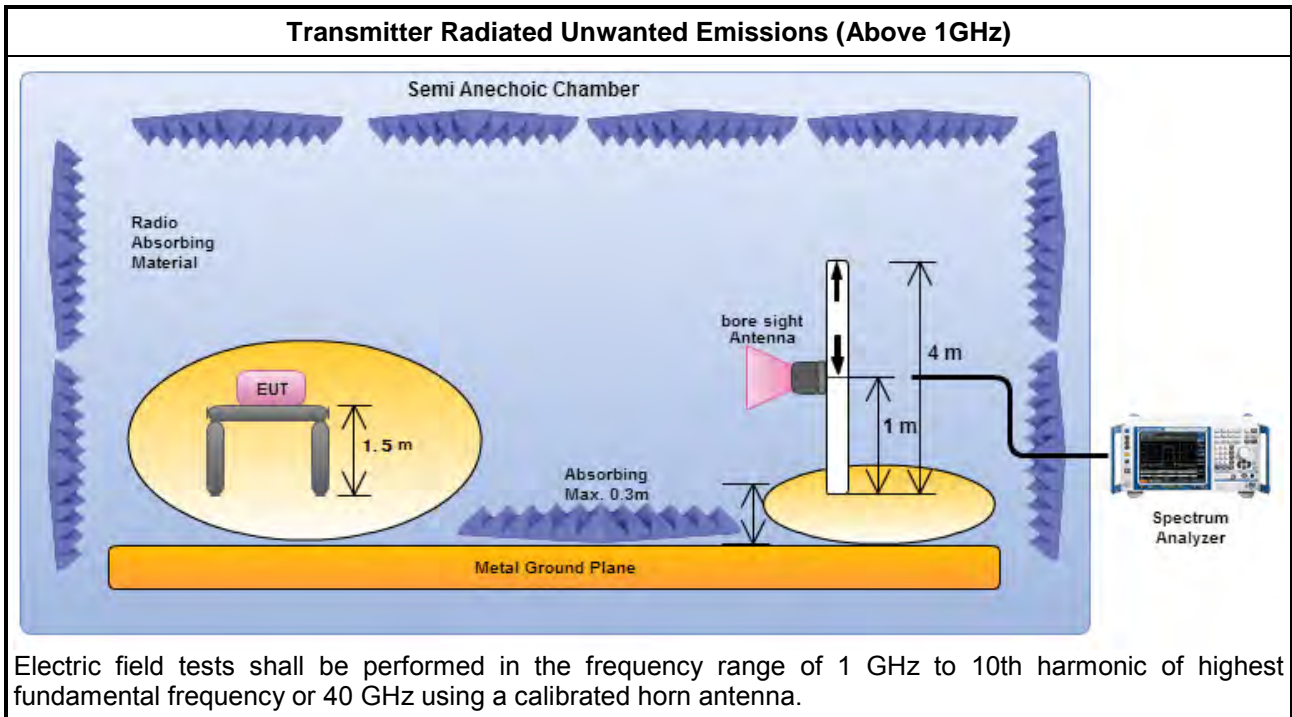 Transmitter Radiated Unwanted Emissions (Above 1GHz)
Semi Anechoic Chamber
Radio
Absorbing
Material
bore sight
Antenna
4 m
EUT
1.5 m
1 m
Absorbing
Max. 0.3m
Spectrum
Analyzer
Metal Ground Plane
Electric field tests shall be performed in the frequency range of 1 GHz to 10th harmonic of highest
fundamental frequency or 40 GHz using a calibrated horn antenna.